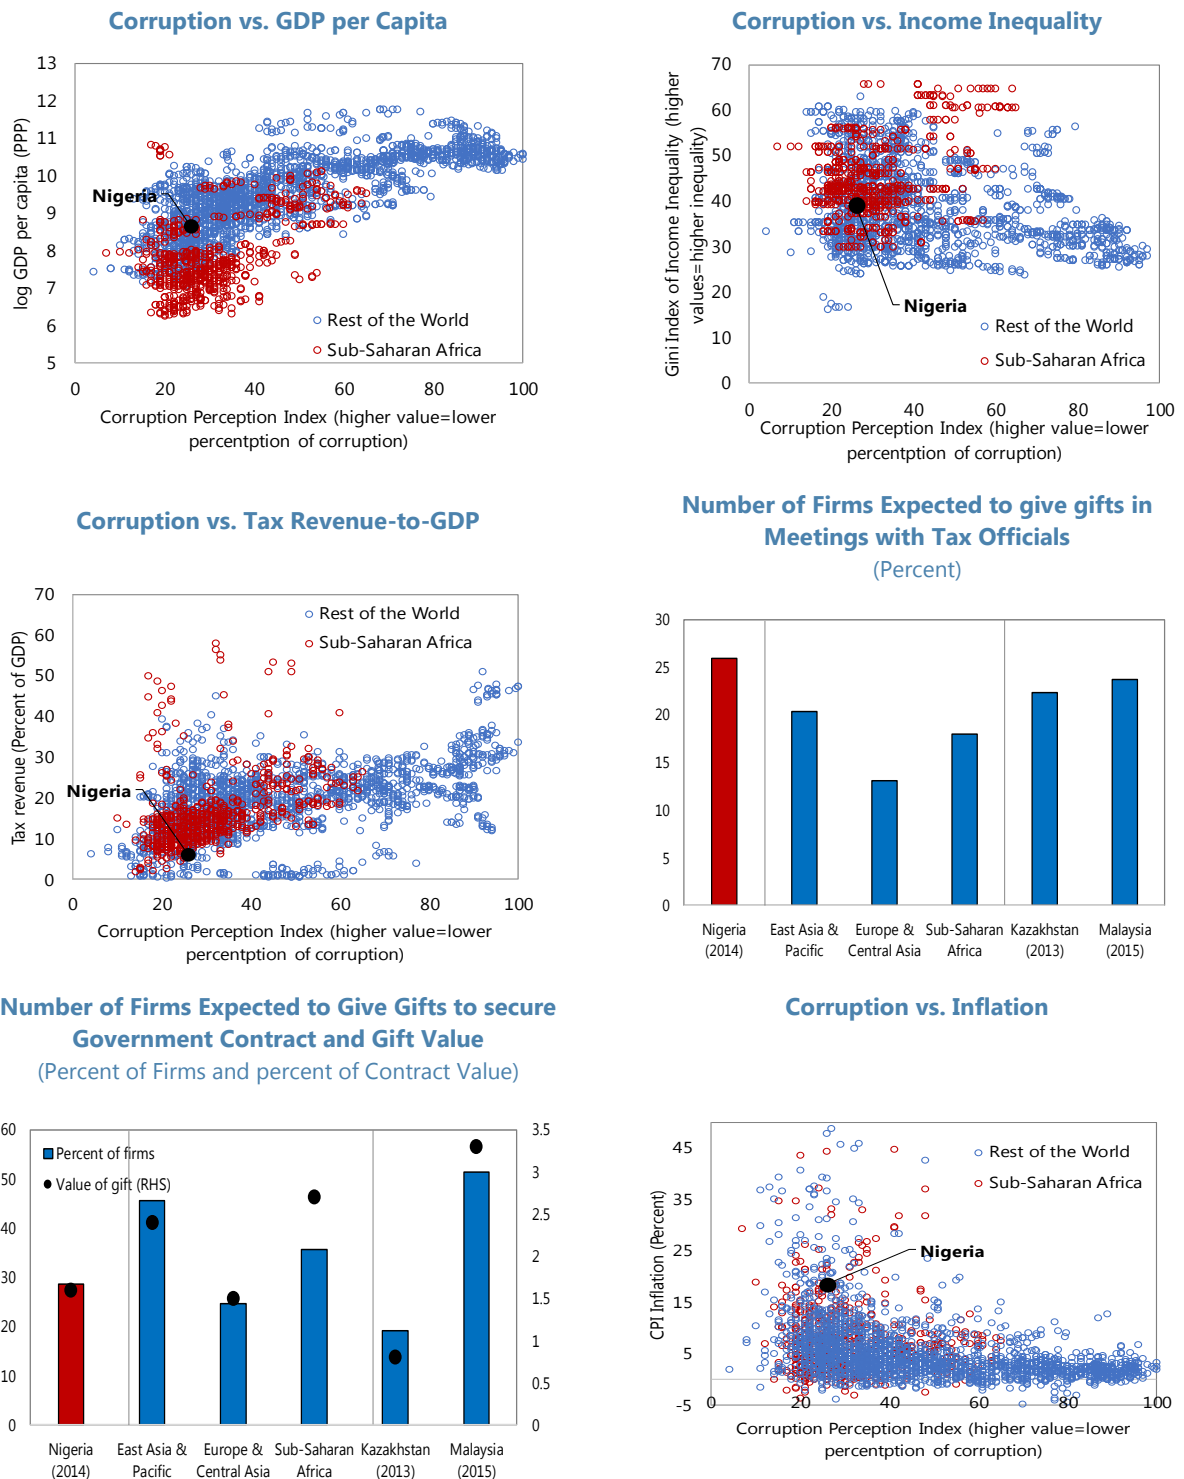 Corruption vs. GDP per Capita
13
12
11
10
9
8
7
6
5
log GDP per capita (PPP)
Nigeria
Rest of the World
Sub-Saharan Africa
0 20 40 60 80 100
Corruption Perception Index (higher value=lower
percentption of corruption)
Corruption vs. Income Inequality
70
60
50
40
30
20
10
0
Gini Index of Income Inequality (higher
values=higher inequality)
Nigeria
Rest of the World
Sub-Saharan Africa
0 20 40 60 80 100
Corruption Perception Index (higher value=lower
percentption of corruption)
Corruption vs. Tax Revenue-to-GDP
70
60
50
40
30
20
10
0
Tax revenue (Percent of GDP)
Rest of the World
Sub-Saharan Africa
Nigeria
0 20 40 60 80 100
Corruption Perception Index (higher value=lower
percentption of corruption)
Number of Firms Expected to give gifts in
Meetings with Tax Officials
(Percent)
30
25
20
15
10
5
0
Nigeria East Asia & Europe & Sub-Saharan Kazakhstan Malaysia
(2014) Pacific Central Asia Africa (2013) (2015)
Number of Firms Expected to Give Gifts to secure
Government Contract and Gift Value
(Percent of Firms and percent of Contract Value)
60
50
40
30
20
10
0
Percent of firms
Value of gift (RHS)
3.5
3
2.5
2
1.5
1
0.5
0
Nigeria East Asia & Europe & Sub-Saharan Kazakhstan Malaysia
(2014) Pacific Central Asia Africa (2013) (2015)
Corruption vs. Inflation
45
35
25
15
5
-5
CPI Inflation (Percent)
Rest of the World
Sub-Saharan Africa
Nigeria
0 20 40 60 80 100
Corruption Perception Index (higher value=lower
percentption of corruption)